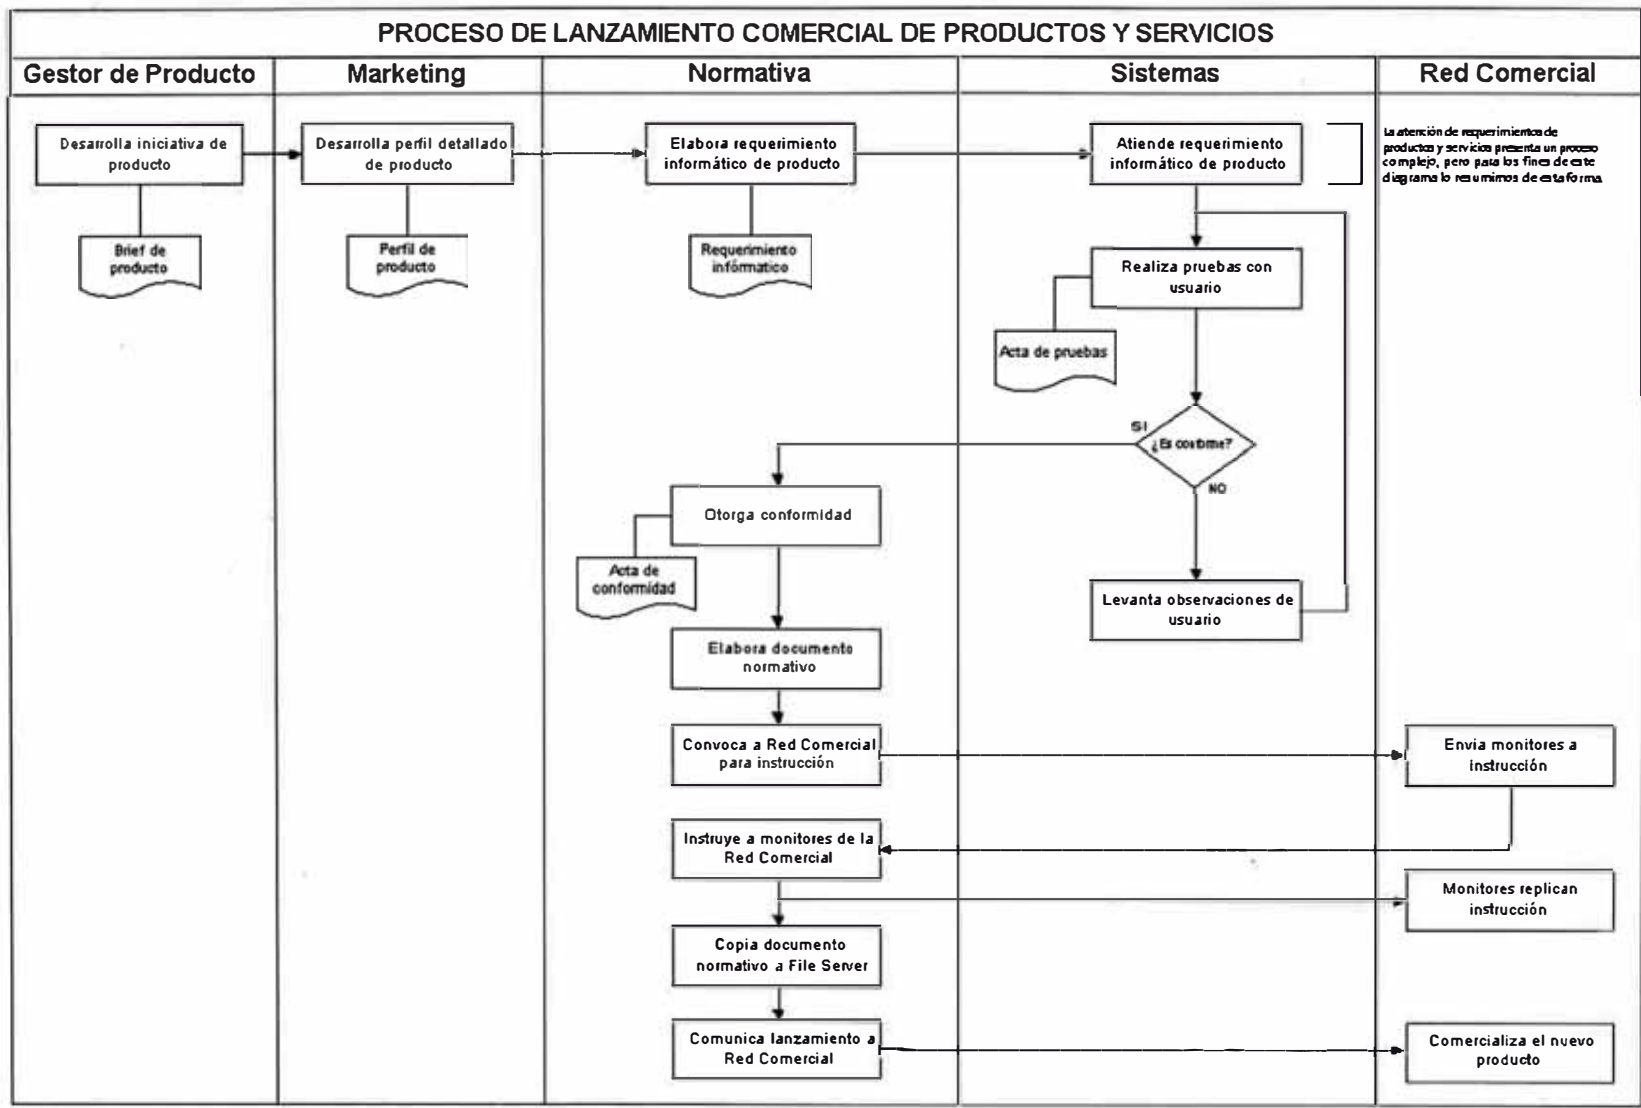 PROCESO DE LANZAMIENTO COMERCIAL DE PRODUCTOS Y SERVICIOS
Gestor de Producto
Marketing
Normativa
Sistemas
Red Comercial
Desarrolla iniciativa de
producto
Desarrolla perfil detallado
de producto
Elabora requerimiento
informático de producto
Atiende requerimiento
informático de producto
La atención de requerimientos de
productos y servicios presenta un proceso
complejo, pero para los fines de este
diagrama lo resumimos de esta forma
Brief de
producto
Perfil de
producto
Requerimiento
infórmatico
Realiza pruebas con
usuario
Acta de pruebas
SI
¿Es conforme?
NO
Otorga conformidad
Acta de
conformidad
Levanta observaciones de
usuario
Elabora documento
normativo
Convoca a Red Comercial
para instrucción
Envia monitores a
instrucción
Instruye a monitores de la
Red Comercial
Monitores replican
instrucción
Copia documento
normativo a File Server
Comunica lanzamiento a
Red Comercial
Comercializa el nuevo
producto